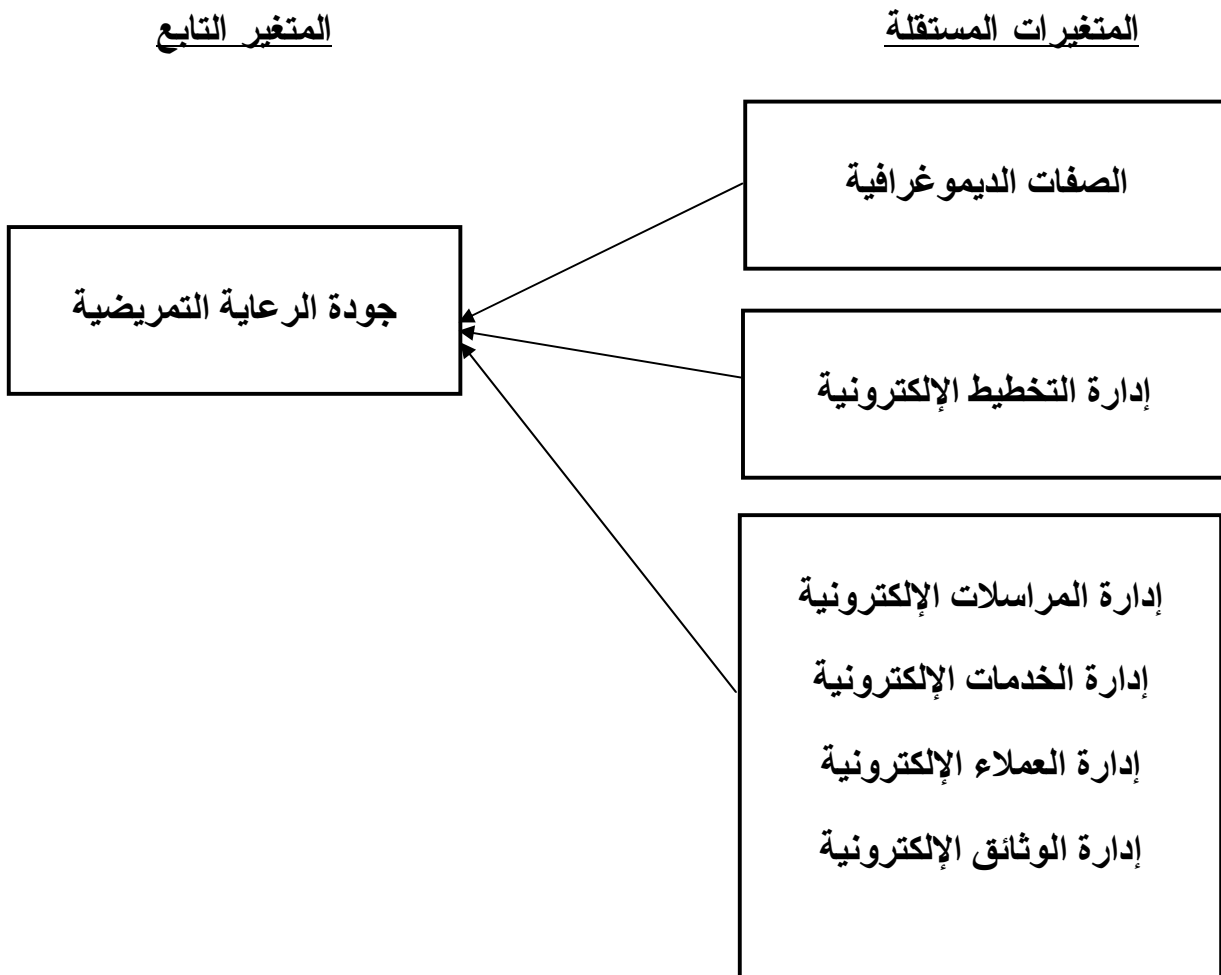 المتغيرات المستقلة
المتغير التابع
الصفات الديموغرافية
جودة الرعاية التمريضية
إدارة التخطيط الإلكترونية
إدارة المراسلات الإلكترونية
إدارة الخدمات الإلكترونية
إدارة العملاء الإلكترونية
إدارة الوثائق الإلكترونية